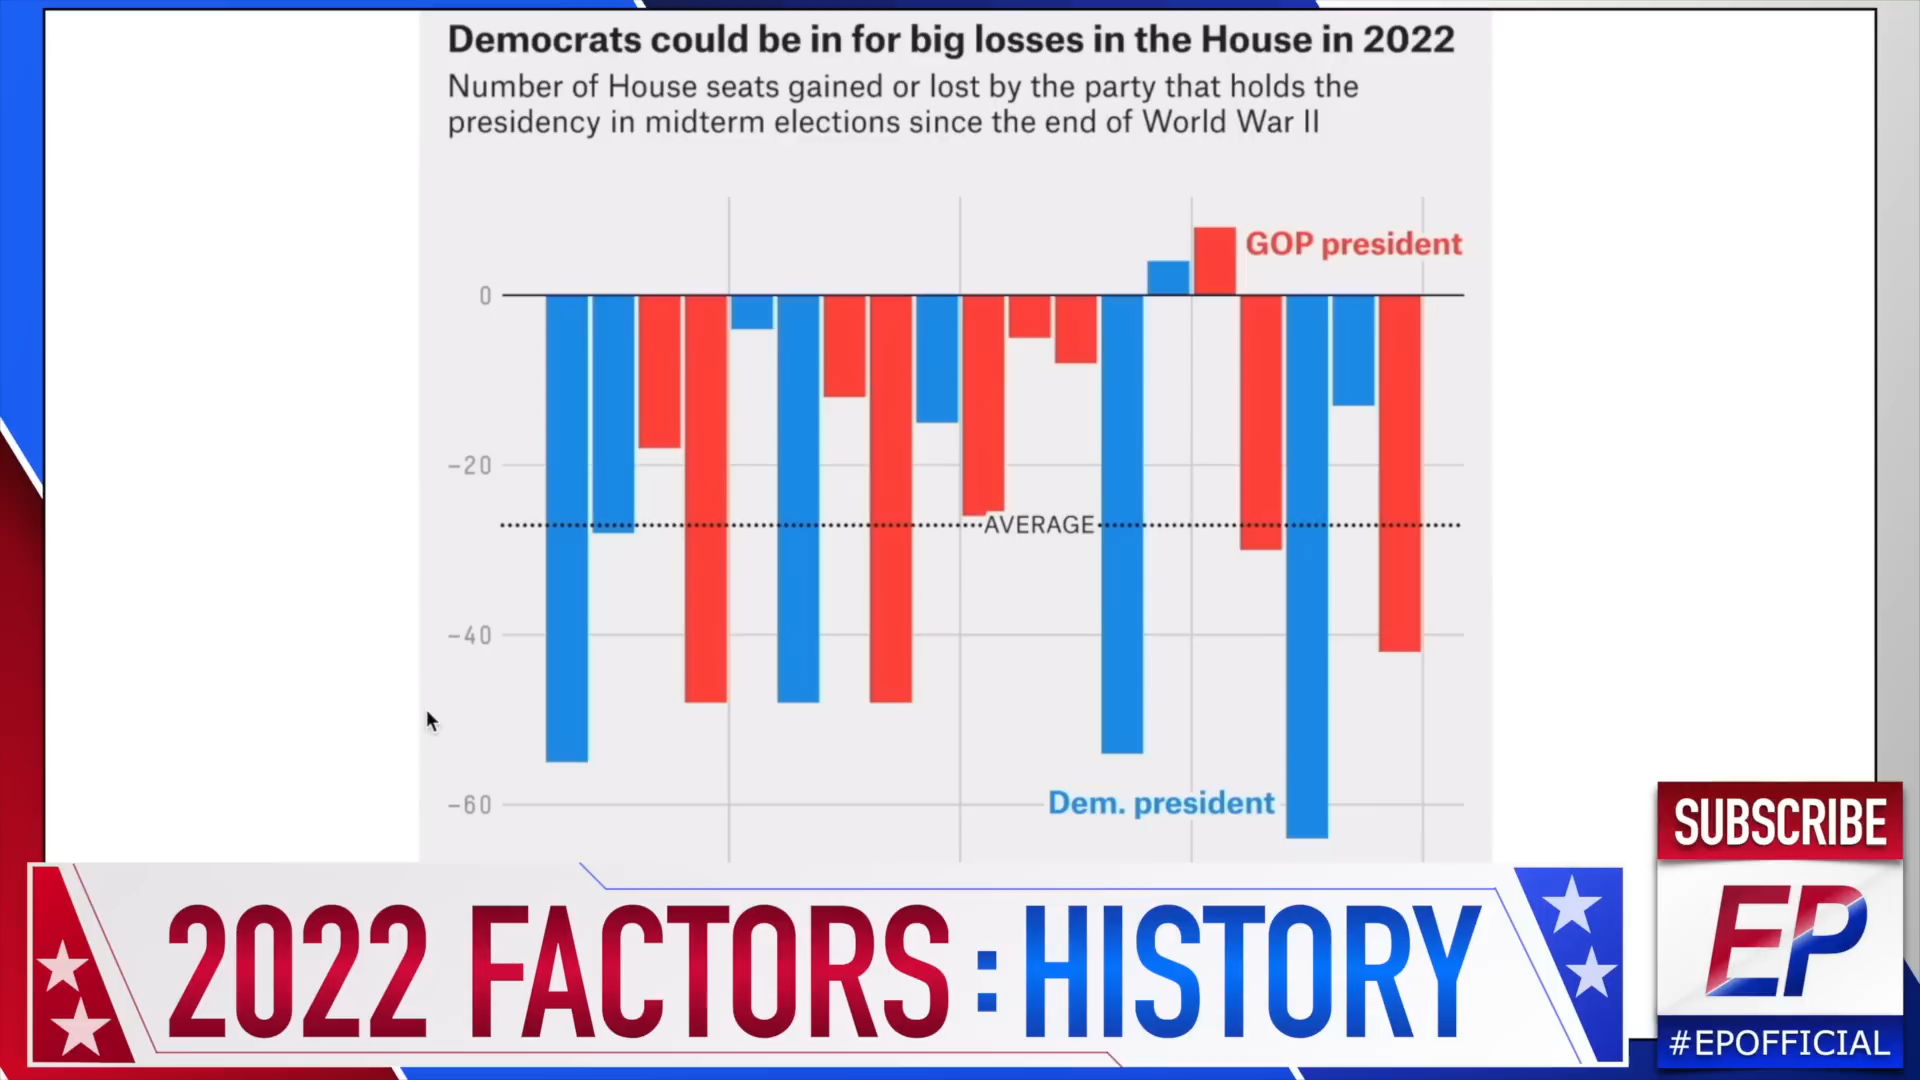 Democrats could be in for big losses in the House in 2022
Number of House seats gained or lost by the party that holds the
presidency in midterm elections since the end of World War II
GOP president
0
-20
AVERAGE
-40
Dem. president
-60
SUBSCRIBE
EP
#EPOFFICIAL
2022 FACTORS : HISTORY